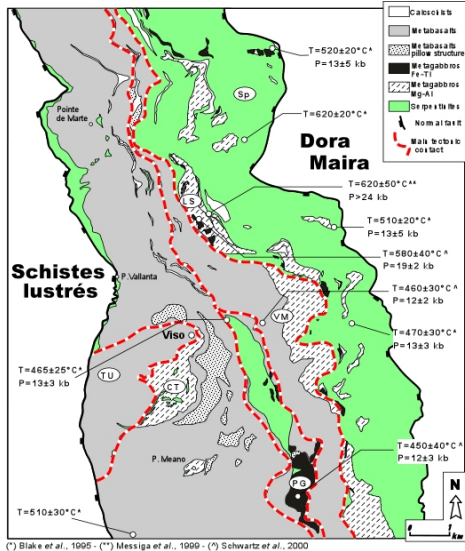 Calcschists
Metabasalts
Metabasalts
pillow structure
Metagabbros
Fe-Ti
Metagabbros
Mg-Al
Serpentinites
Normal fault
Main tectonic
contact
T=520±20°C*
P=13±5 kb
Sp
T=620±20°C*
Pointe
de Marte
Dora
Maira
T=620±50°C**
P>24 kb
LS
T=510±20°C*
P=13±5 kb
T=580±40°C^
P=19±2 kb
Schistes
lustrés
P. Vallanta
T=460±30°C^
P=12±2 kb
VM
Viso
T=470±30°C*
P=13±3 kb
T=465±25°C*
P=13±3 kb
TU
CT
T=450±40°C^
P=12±3 kb
P. Meano
PG
N
T=510±30°C*
0
1
km
(*) Blake et al., 1995 - (**) Messiga et al., 1999 - (^) Schwartz et al., 2000